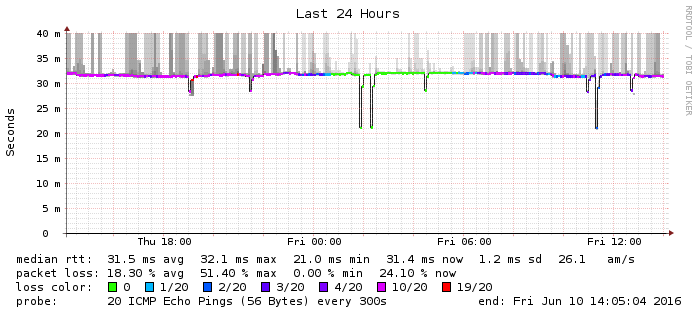 Last 24 Hours
RRDTOOL / TOBI OETIKER
Seconds
40 m
35 m
30 m
25 m
20 m
15 m
10 m
5 m
0
Thu 18:00 Fri 00:00 Fri 06:00 Fri 12:00
median rtt: 31.5 ms avg 32.1 ms max 21.0 ms min 31.4 ms now 1.2 ms sd 26.1 am/s
packet loss: 18.30 % avg 51.40 % max 0.00 % min 24.10 % now
loss color: 0 1/20 2/20 3/20 4/20 10/20 19/20
probe: 20 ICMP Echo Pings (56 Bytes) every 300s end: Fri Jun 10 14:05:04 2016